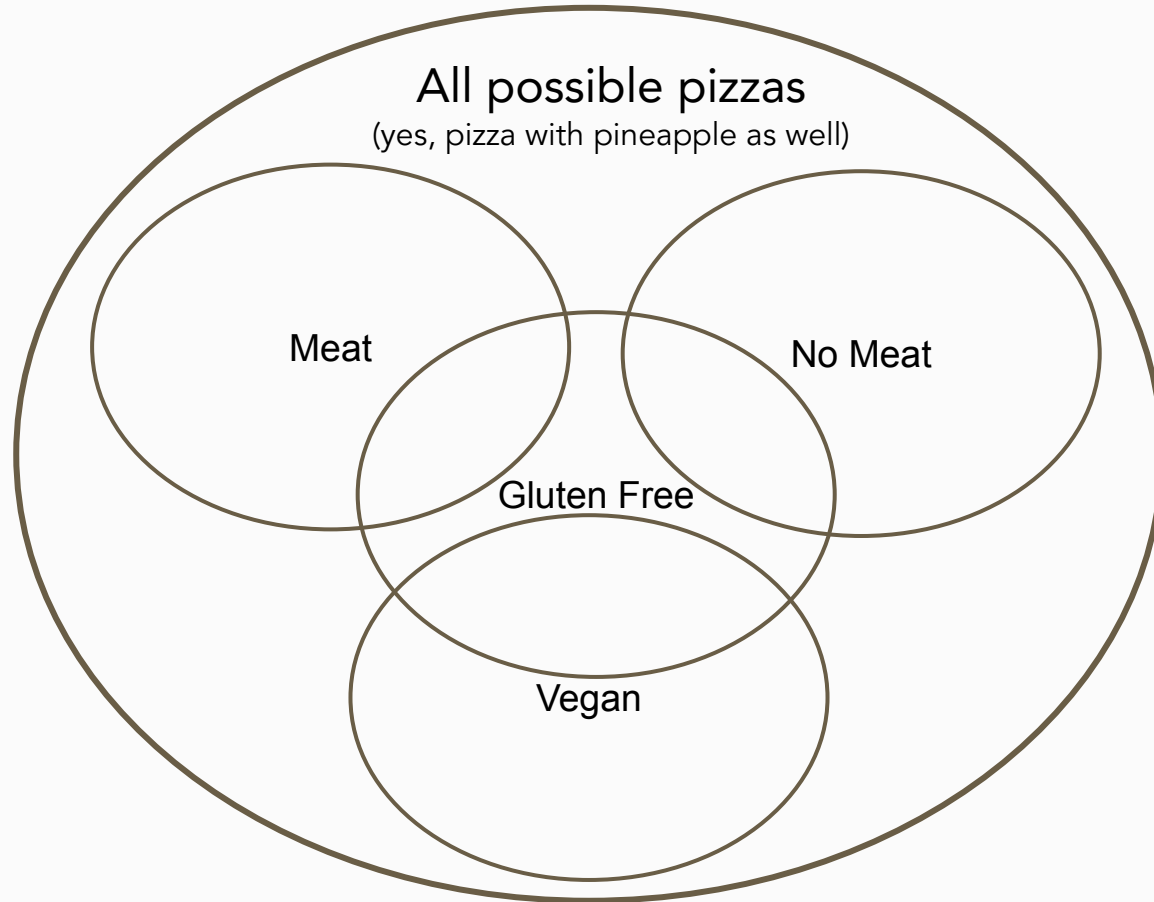 All possible pizzas
(yes, pizza with pineapple as well)
Meat
No Meat
Gluten Free
Vegan